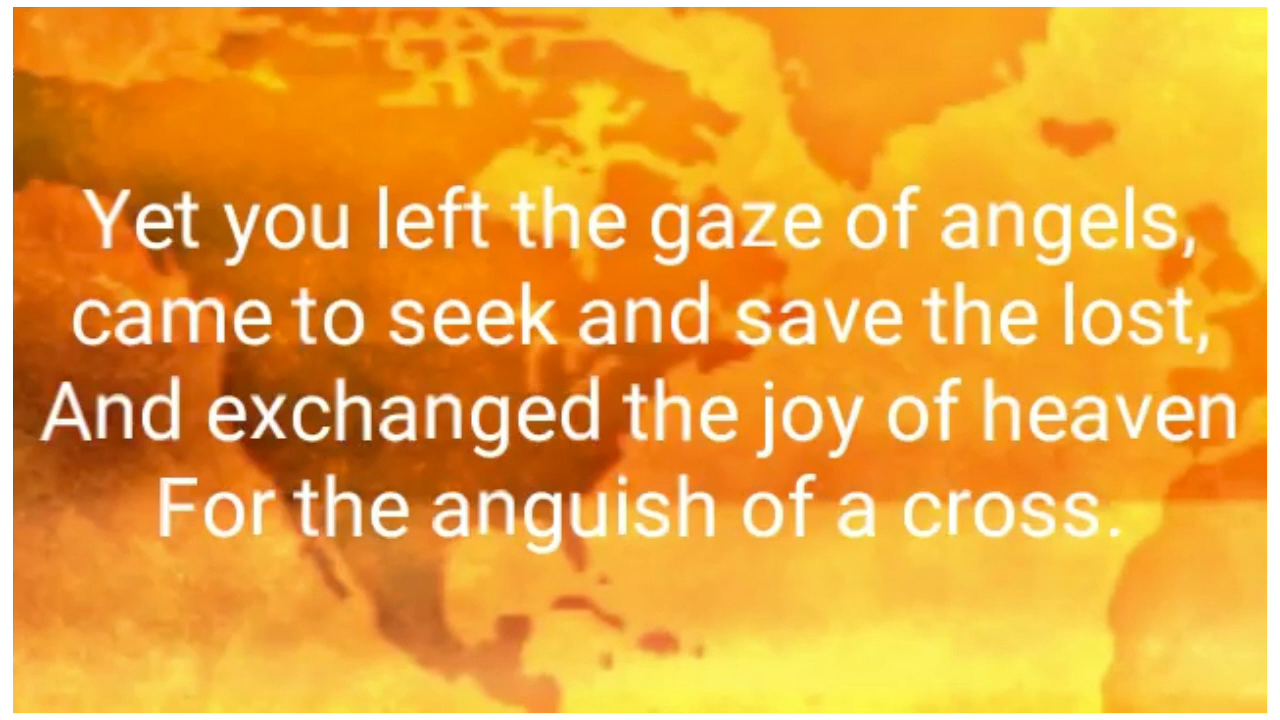 Yet you left the gaze of angels,
came to seek and save the lost,
And exchanged the joy of heaven
For the anguish of a cross.